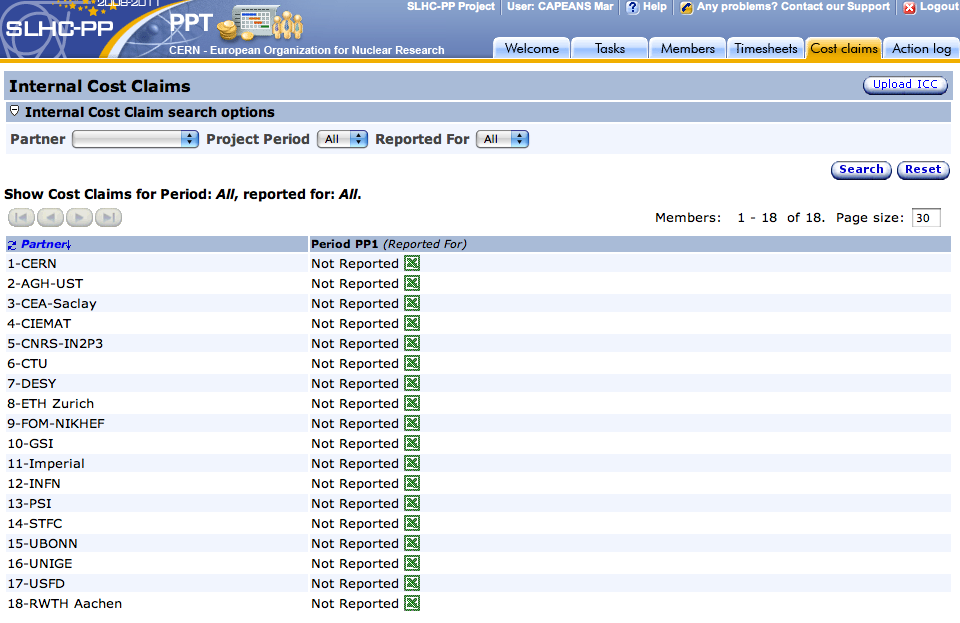 2008-2011
SLHC-PP
PPT
CERN - European Organization for Nuclear Research
SLHC-PP Project User: CAPEANS Mar Help Any problems? Contact our Support Logout
Welcome Tasks Members Timesheets Cost claims Action log
Internal Cost Claims Upload ICC
Internal Cost Claim search options
Partner Project Period All Reported For All
Search Reset
Show Cost Claims for Period: All, reported for: All.
Members: 1 - 18 of 18. Page size: 30
Partner Period PP1 (Reported For)
1-CERN Not Reported
2-AGH-UST Not Reported
3-CEA-Saclay Not Reported
4-CIEMAT Not Reported
5-CNRS-IN2P3 Not Reported
6-CTU Not Reported
7-DESY Not Reported
8-ETH Zurich Not Reported
9-FOM-NIKHEF Not Reported
10-GSI Not Reported
11-Imperial Not Reported
12-INFN Not Reported
13-PSI Not Reported
14-STFC Not Reported
15-UBONN Not Reported
16-UNIGE Not Reported
17-USFD Not Reported
18-RWTH Aachen Not Reported